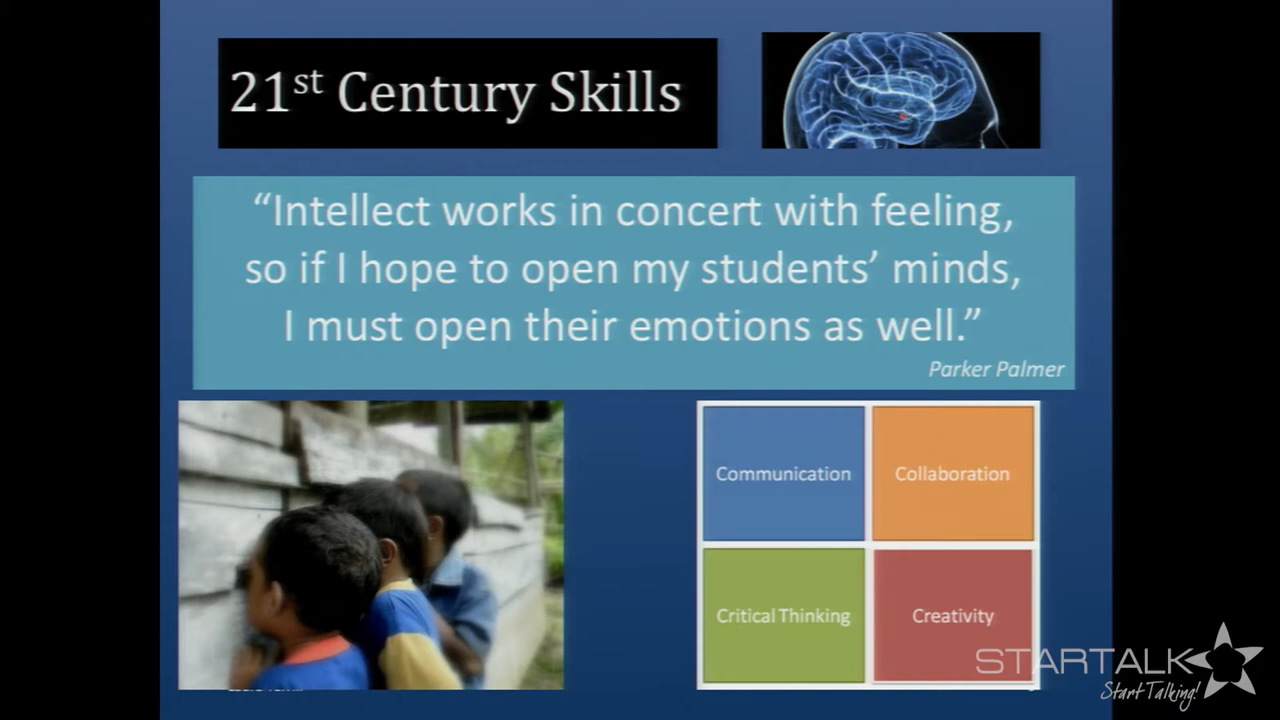 21st Century Skills
“Intellect works in concert with feeling,
so if I hope to open my students’ minds,
I must open their emotions as well.”
Parker Palmer
Communication
Collaboration
Critical Thinking
Creativity
STARTALK
Start Talking!